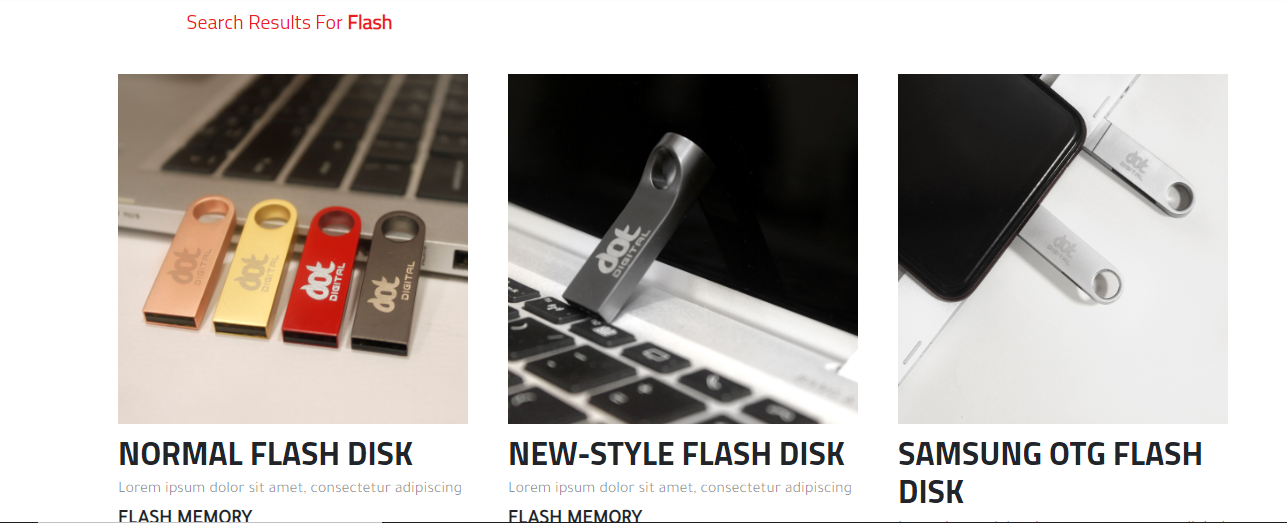 Search Results For Flash
dot
DIGITAL
dot
DIGITAL
dot
DIGITAL
dot
DIGITAL
dot
DIGITAL
dot
DIGITAL
dot
DIGITAL
NORMAL FLASH DISK
Lorem ipsum dolor sit amet, consectetur adipiscing
FLASH MEMORY
NEW-STYLE FLASH DISK
Lorem ipsum dolor sit amet, consectetur adipiscing
FLASH MEMORY
SAMSUNG OTG FLASH
DISK